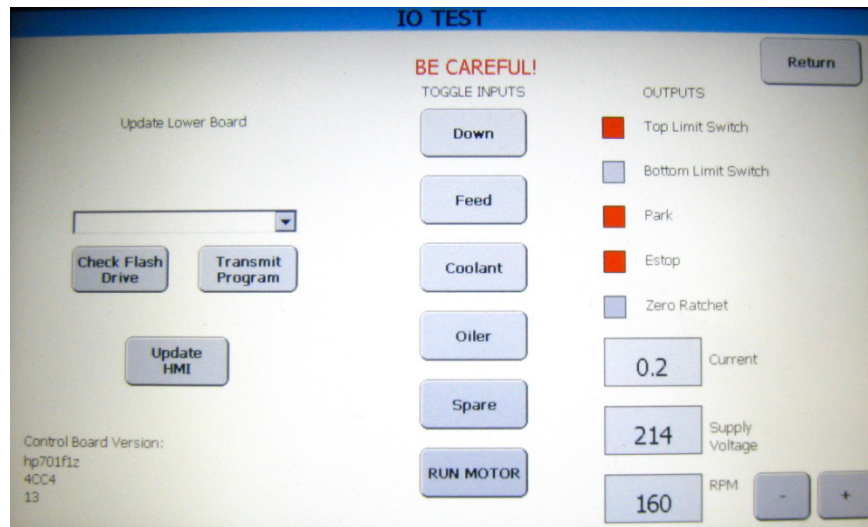 IO TEST
Return
BE CAREFUL!
TOGGLE INPUTS
OUTPUTS
Update Lower Board
Down
Top Limit Switch
Bottom Limit Switch
Feed
Park
Check Flash
Drive
Transmit
Program
Coolant
Estop
Zero Ratchet
Oiler
Update
HMI
0.2
Current
Spare
214
Supply
Voltage
Control Board Version:
hp701f1z
4CC4
13
RUN MOTOR
160
RPM
-
+